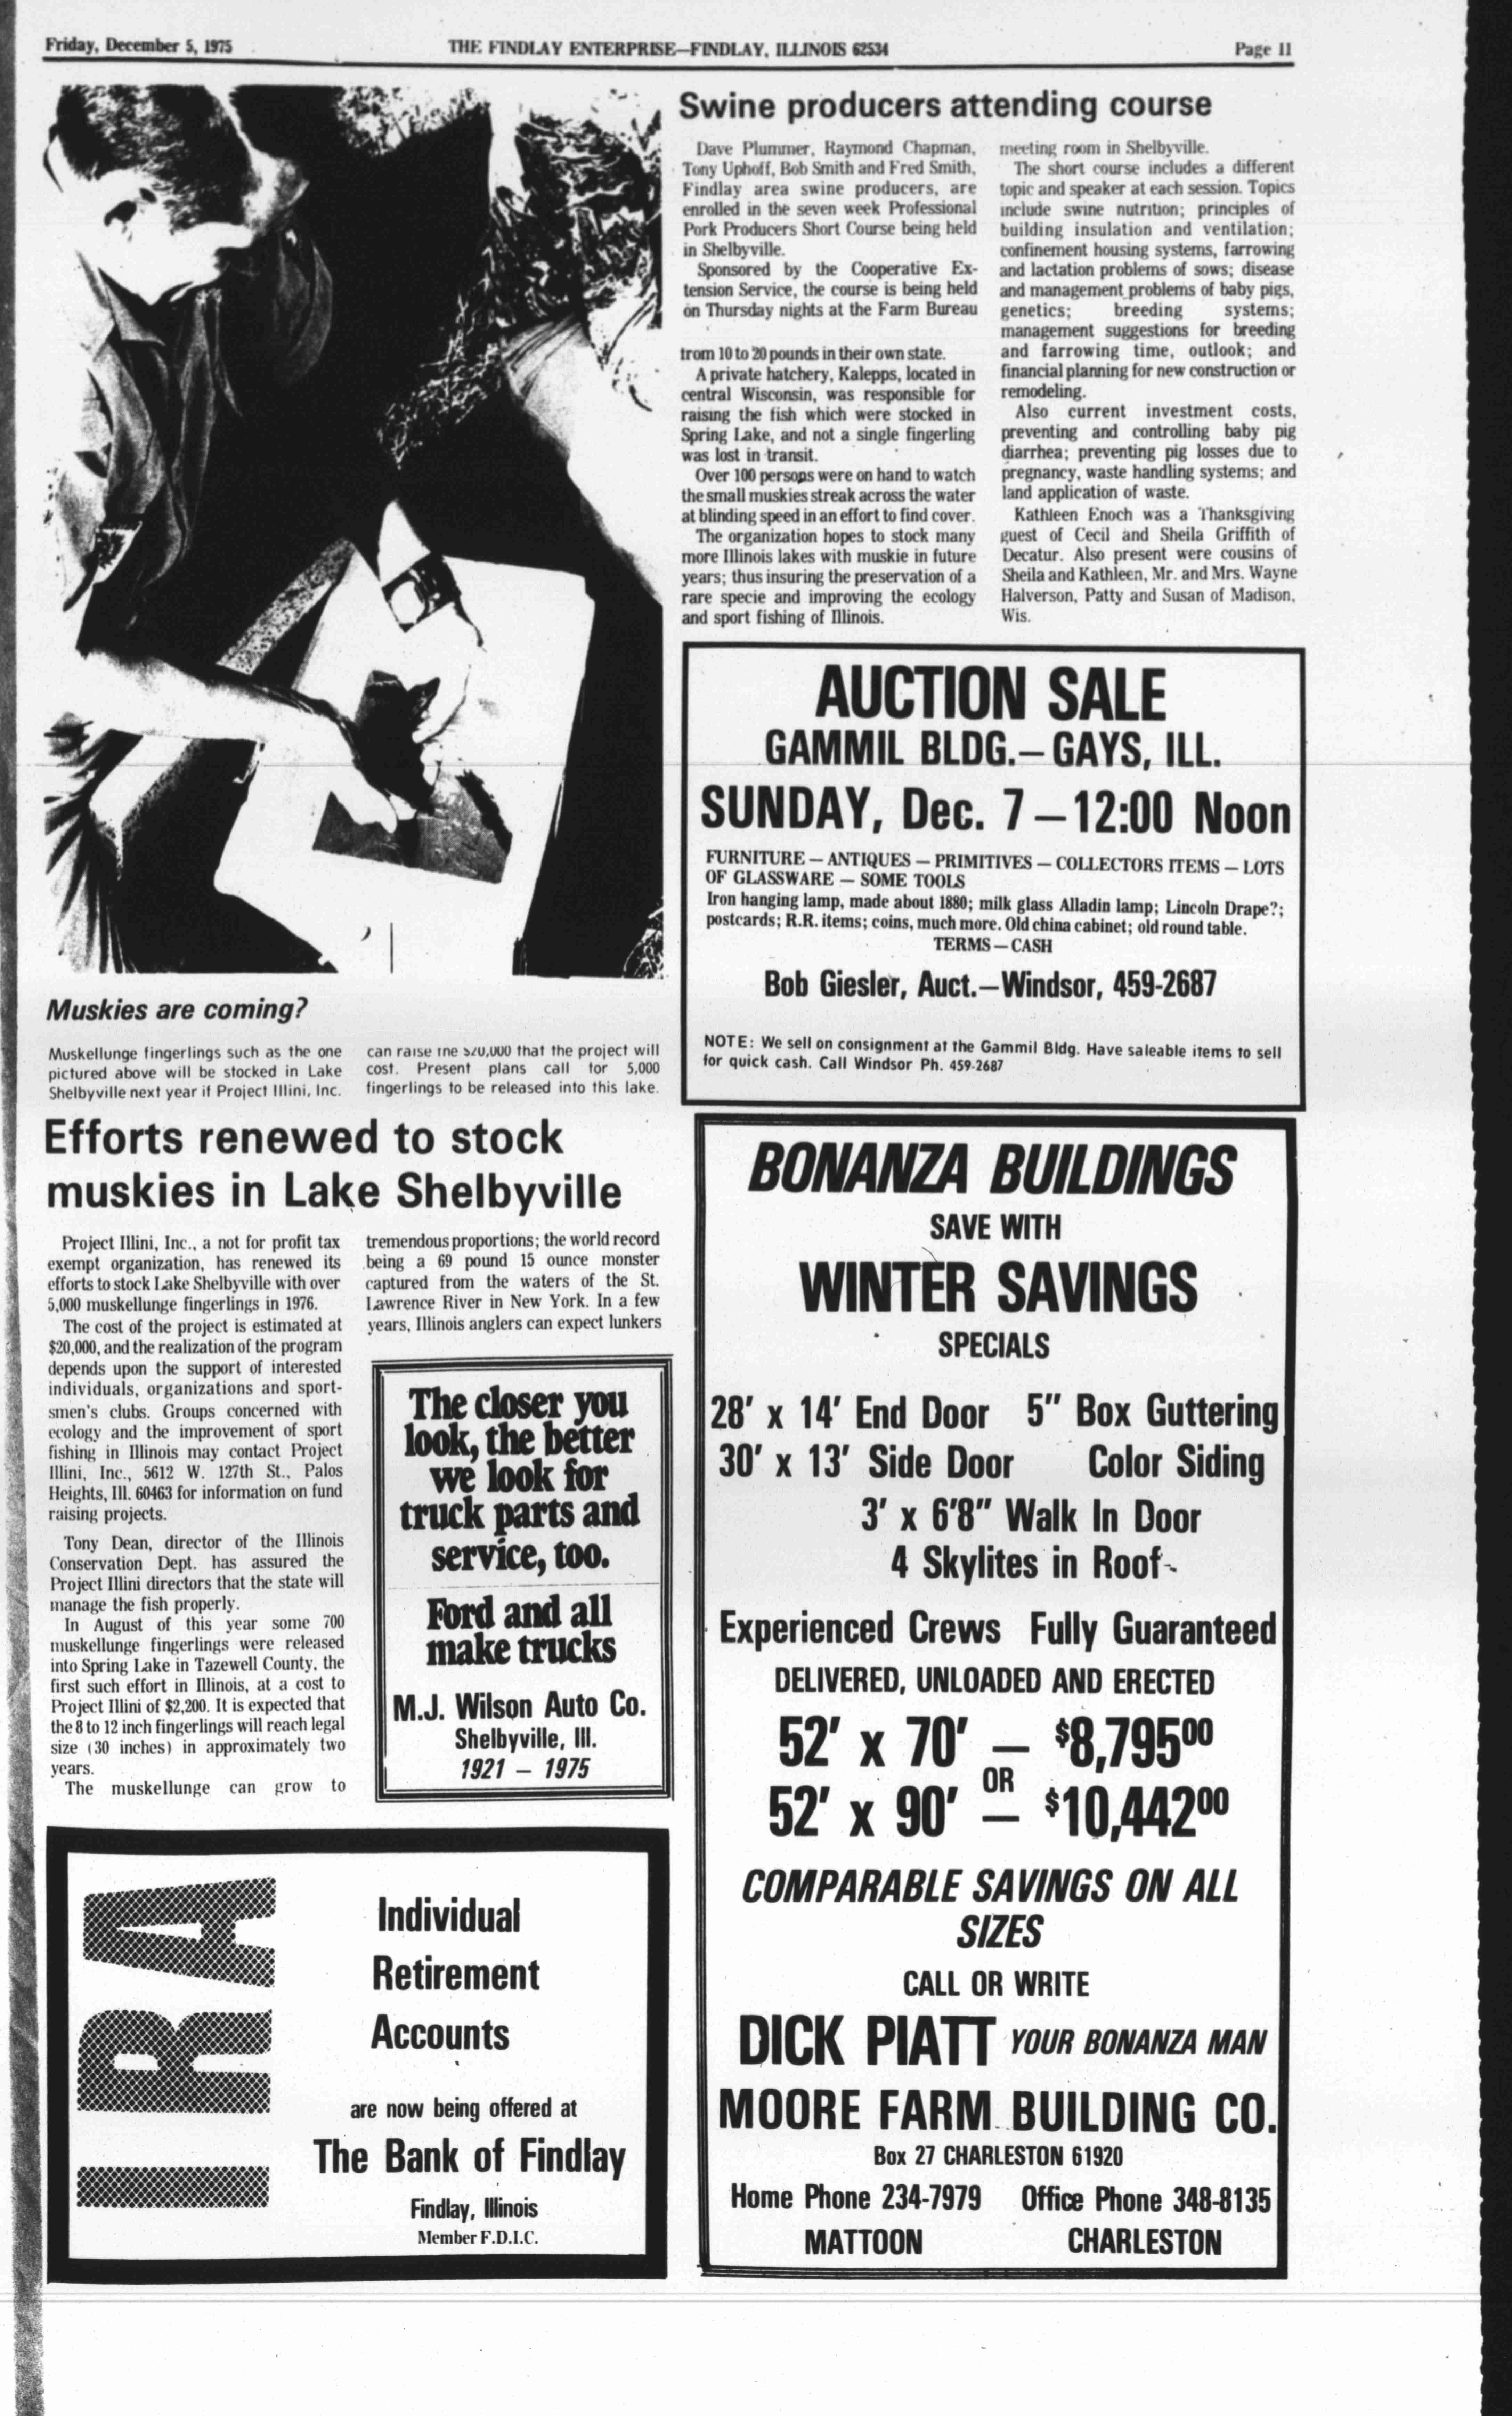 Friday, December 5, 1975
THE FINDLAY ENTERPRISE—FINDLAY, ILLINOIS 62534
Page 11
Muskies are coming?
Muskellunge fingerlings such as the one
pictured above will be stocked in Lake
Shelbyville next year if Project Illini, Inc.
can raise the $20,000 that the project will
cost. Present plans call for 5,000
fingerlings to be released into this lake.
Efforts renewed to stock
muskies in Lake Shelbyville
Project Illini, Inc., a not for profit tax
exempt organization, has renewed its
efforts to stock Lake Shelbyville with over
5,000 muskellunge fingerlings in 1976.
The cost of the project is estimated at
$20,000, and the realization of the program
depends upon the support of interested
individuals, organizations and sport-
smen's clubs. Groups concerned with
ecology and the improvement of sport
fishing in Illinois may contact Project
Illini, Inc., 5612 W. 127th St., Palos
Heights, Ill. 60463 for information on fund
raising projects.
Tony Dean, director of the Illinois
Conservation Dept. has assured the
Project Illini directors that the state will
manage the fish properly.
In August of this year some 700
muskellunge fingerlings were released
into Spring Lake in Tazewell County, the
first such effort in Illinois, at a cost to
Project Illini of $2,200. It is expected that
the 8 to 12 inch fingerlings will reach legal
size (30 inches) in approximately two
years.
The muskellunge can grow to
tremendous proportions; the world record
being a 69 pound 15 ounce monster
captured from the waters of the St.
Lawrence River in New York. In a few
years, Illinois anglers can expect lunkers
from 10 to 20 pounds in their own state.
A private hatchery, Kalepps, located in
central Wisconsin, was responsible for
raising the fish which were stocked in
Spring Lake, and not a single fingerling
was lost in transit.
Over 100 persons were on hand to watch
the small muskies streak across the water
at blinding speed in an effort to find cover.
The organization hopes to stock many
more Illinois lakes with muskie in future
years; thus insuring the preservation of a
rare specie and improving the ecology
and sport fishing of Illinois.
Swine producers attending course
Dave Plummer, Raymond Chapman,
Tony Uphoff, Bob Smith and Fred Smith,
Findlay area swine producers, are
enrolled in the seven week Professional
Pork Producers Short Course being held
in Shelbyville.
Sponsored by the Cooperative Ex-
tension Service, the course is being held
on Thursday nights at the Farm Bureau
meeting room in Shelbyville.
The short course includes a different
topic and speaker at each session. Topics
include swine nutrition; principles of
building insulation and ventilation;
confinement housing systems, farrowing
and lactation problems of sows; disease
and management problems of baby pigs,
genetics; breeding systems;
management suggestions for breeding
and farrowing time, outlook; and
financial planning for new construction or
remodeling.
Also current investment costs,
preventing and controlling baby pig
diarrhea; preventing pig losses due to
pregnancy, waste handling systems; and
land application of waste.
Kathleen Enoch was a Thanksgiving
guest of Cecil and Sheila Griffith of
Decatur. Also present were cousins of
Sheila and Kathleen, Mr. and Mrs. Wayne
Halverson, Patty and Susan of Madison,
Wis.
AUCTION SALE
GAMMIL BLDG.—GAYS, ILL.
SUNDAY, Dec. 7—12:00 Noon
FURNITURE — ANTIQUES — PRIMITIVES — COLLECTORS ITEMS — LOTS
OF GLASSWARE — SOME TOOLS
Iron hanging lamp, made about 1880; milk glass Alladin lamp; Lincoln Drape?;
postcards; R.R. items; coins, much more. Old china cabinet; old round table.
TERMS — CASH
Bob Giesler, Auct.—Windsor, 459-2687
NOTE: We sell on consignment at the Gammil Bldg. Have saleable items to sell
for quick cash. Call Windsor Ph. 459-2687
The closer you
look, the better
we look for
truck parts and
service, too.
Ford and all
make trucks
M.J. Wilson Auto Co.
Shelbyville, Ill.
1921 — 1975
IRA
Individual
Retirement
Accounts
are now being offered at
The Bank of Findlay
Findlay, Illinois
Member F.D.I.C.
BONANZA BUILDINGS
SAVE WITH
WINTER SAVINGS
SPECIALS
28' x 14' End Door 5" Box Guttering
30' x 13' Side Door Color Siding
3' x 6'8" Walk In Door
4 Skylites in Roof
Experienced Crews Fully Guaranteed
DELIVERED, UNLOADED AND ERECTED
52' x 70' — $8,795⁰⁰
OR
52' x 90' — $10,442⁰⁰
COMPARABLE SAVINGS ON ALL
SIZES
CALL OR WRITE
DICK PIATT YOUR BONANZA MAN
MOORE FARM BUILDING CO.
Box 27 CHARLESTON 61920
Home Phone 234-7979 Office Phone 348-8135
MATTOON CHARLESTON